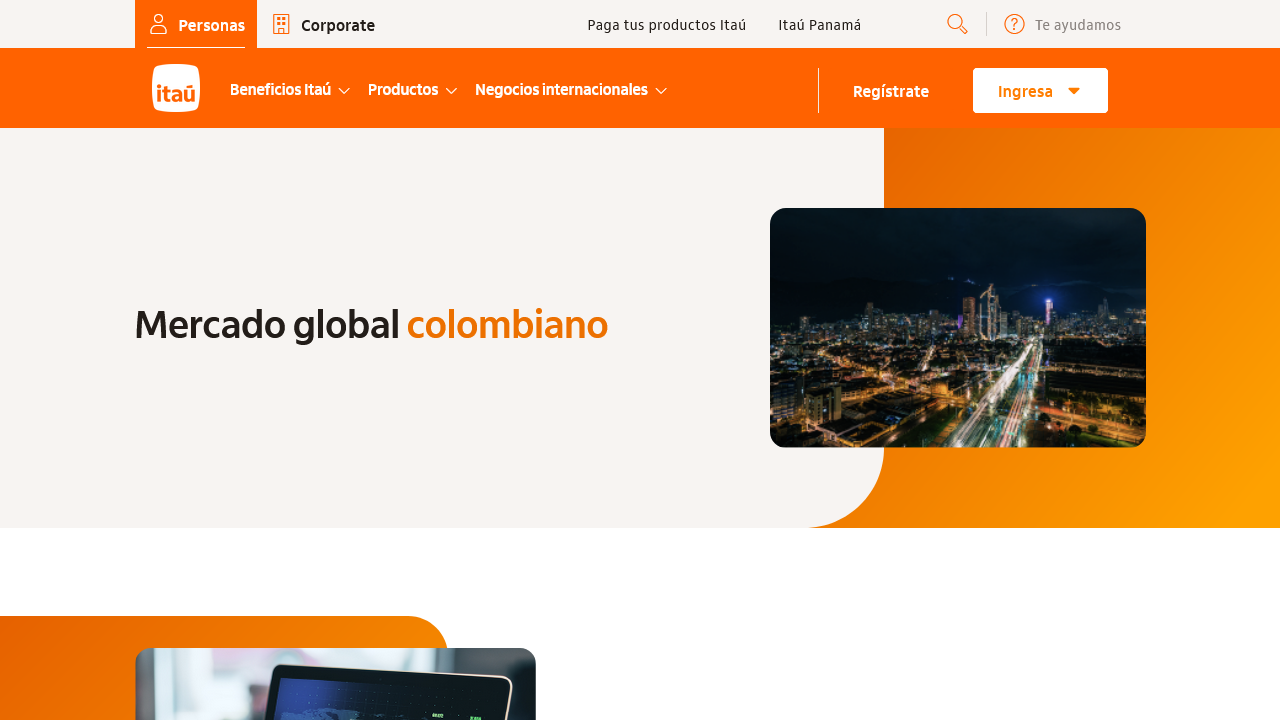 Personas
Corporate
Paga tus productos Itaú
Itaú Panamá
Te ayudamos
itaú
Beneficios Itaú
Productos
Negocios internacionales
Regístrate
Ingresa
Mercado global colombiano